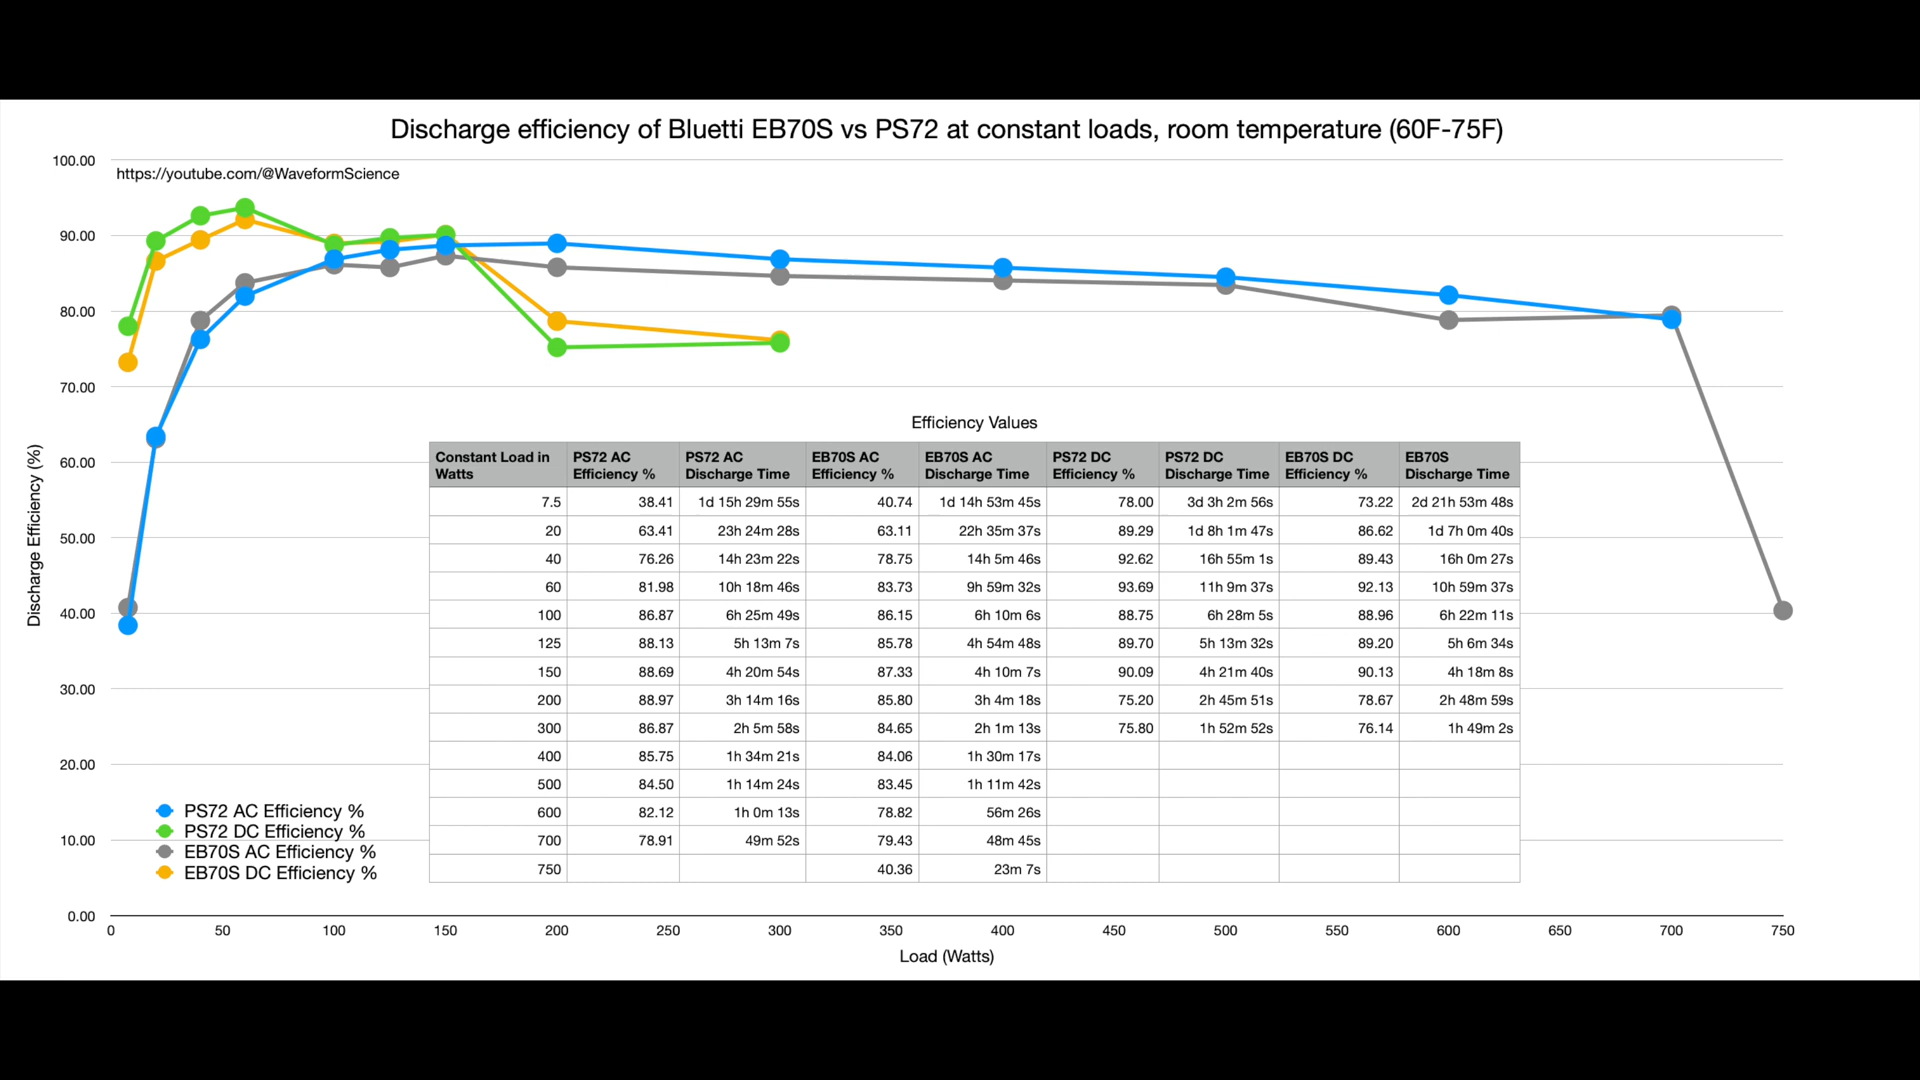 Discharge efficiency of Bluetti EB70S vs PS72 at constant loads, room temperature (60F-75F)
https://youtube.com/@WaveformScience
100.00
90.00
80.00
70.00
60.00
50.00
40.00
30.00
20.00
10.00
0.00
Discharge Efficiency (%)
Efficiency Values
Constant Load in Watts PS72 AC Efficiency % PS72 AC Discharge Time EB70S AC Efficiency % EB70S AC Discharge Time PS72 DC Efficiency % PS72 DC Discharge Time EB70S DC Efficiency % EB70S Discharge Time
7.5 38.41 1d 15h 29m 55s 40.74 1d 14h 53m 45s 78.00 3d 3h 2m 56s 73.22 2d 21h 53m 48s
20 63.41 23h 24m 28s 63.11 22h 35m 37s 89.29 1d 8h 1m 47s 86.62 1d 7h 0m 40s
40 76.26 14h 23m 22s 78.75 14h 5m 46s 92.62 16h 55m 1s 89.43 16h 0m 27s
60 81.98 10h 18m 46s 83.73 9h 59m 32s 93.69 11h 9m 37s 92.13 10h 59m 37s
100 86.87 6h 25m 49s 86.15 6h 10m 6s 88.75 6h 28m 5s 88.96 6h 22m 11s
125 88.13 5h 13m 7s 85.78 4h 54m 48s 89.70 5h 13m 32s 89.20 5h 6m 34s
150 88.69 4h 20m 54s 87.33 4h 10m 7s 90.09 4h 21m 40s 90.13 4h 18m 8s
200 88.97 3h 14m 16s 85.80 3h 4m 18s 75.20 2h 45m 51s 78.67 2h 48m 59s
300 86.87 2h 5m 58s 84.65 2h 1m 13s 75.80 1h 52m 52s 76.14 1h 49m 2s
400 85.75 1h 34m 21s 84.06 1h 30m 17s
500 84.50 1h 14m 24s 83.45 1h 11m 42s
600 82.12 1h 0m 13s 78.82 56m 26s
700 78.91 49m 52s 79.43 48m 45s
750 40.36 23m 7s
PS72 AC Efficiency %
PS72 DC Efficiency %
EB70S AC Efficiency %
EB70S DC Efficiency %
0 50 100 150 200 250 300 350 400 450 500 550 600 650 700 750
Load (Watts)